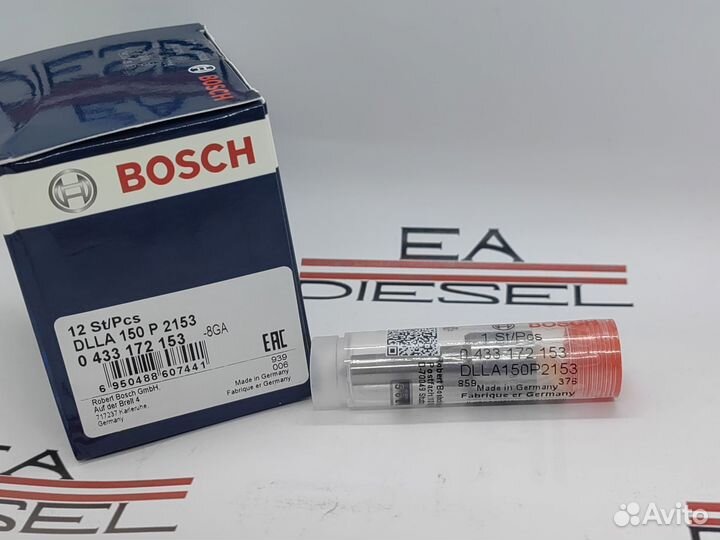 BOSCH
BOSCH
12 St/Pcs
DLLA 150 P 2153
0 433 172 153
-8GA
6 950488 607441
EAC
939
006
Robert Bosch GmbH,
Auf der Breit 4
717237 Karlsruhe,
Germany
Made in Germany
Fabrique er Germany
EA
DIESEL
BOSCH
1 St/Pcs
0 433 172 153
DLLA150P2153
859 376
Made in Germany
Fabrique er Germany
EA
DIESEL
Avito